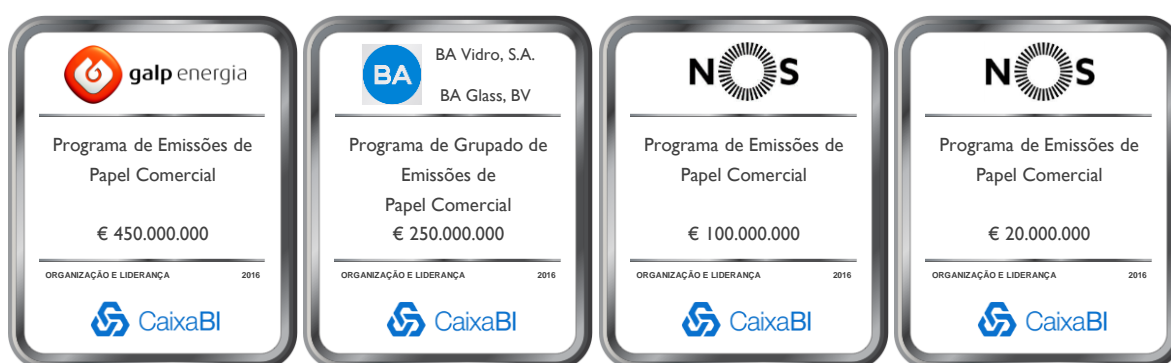 galp energia
Programa de Emissões de
Papel Comercial
€ 450.000.000
ORGANIZAÇÃO E LIDERANÇA 2016
CaixaBI
BA
BA Vidro, S.A.
BA Glass, BV
Programa de Grupado de
Emissões de
Papel Comercial
€ 250.000.000
ORGANIZAÇÃO E LIDERANÇA 2016
CaixaBI
NOS
Programa de Emissões de
Papel Comercial
€ 100.000.000
ORGANIZAÇÃO E LIDERANÇA 2016
CaixaBI
NOS
Programa de Emissões de
Papel Comercial
€ 20.000.000
ORGANIZAÇÃO E LIDERANÇA 2016
CaixaBI